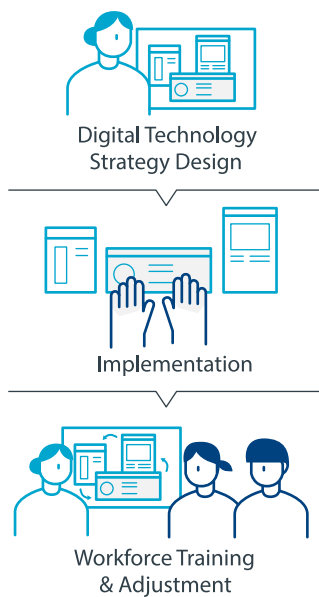 Digital Technology
Strategy Design
Implementation
Workforce Training
& Adjustment